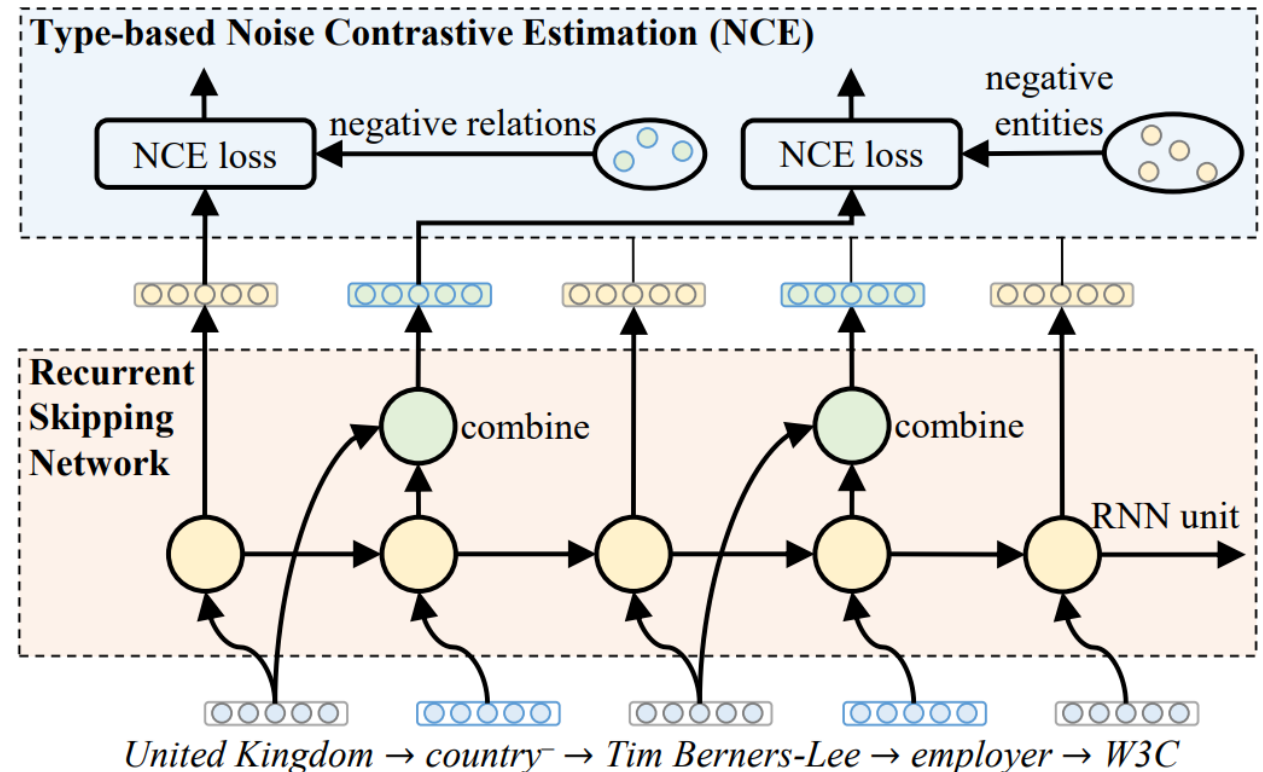 Type-based Noise Contrastive Estimation (NCE)
NCE loss
negative relations
NCE loss
negative
entities
Recurrent
Skipping
Network
combine
combine
RNN unit
United Kingdom → country⁻ → Tim Berners-Lee → employer → W3C